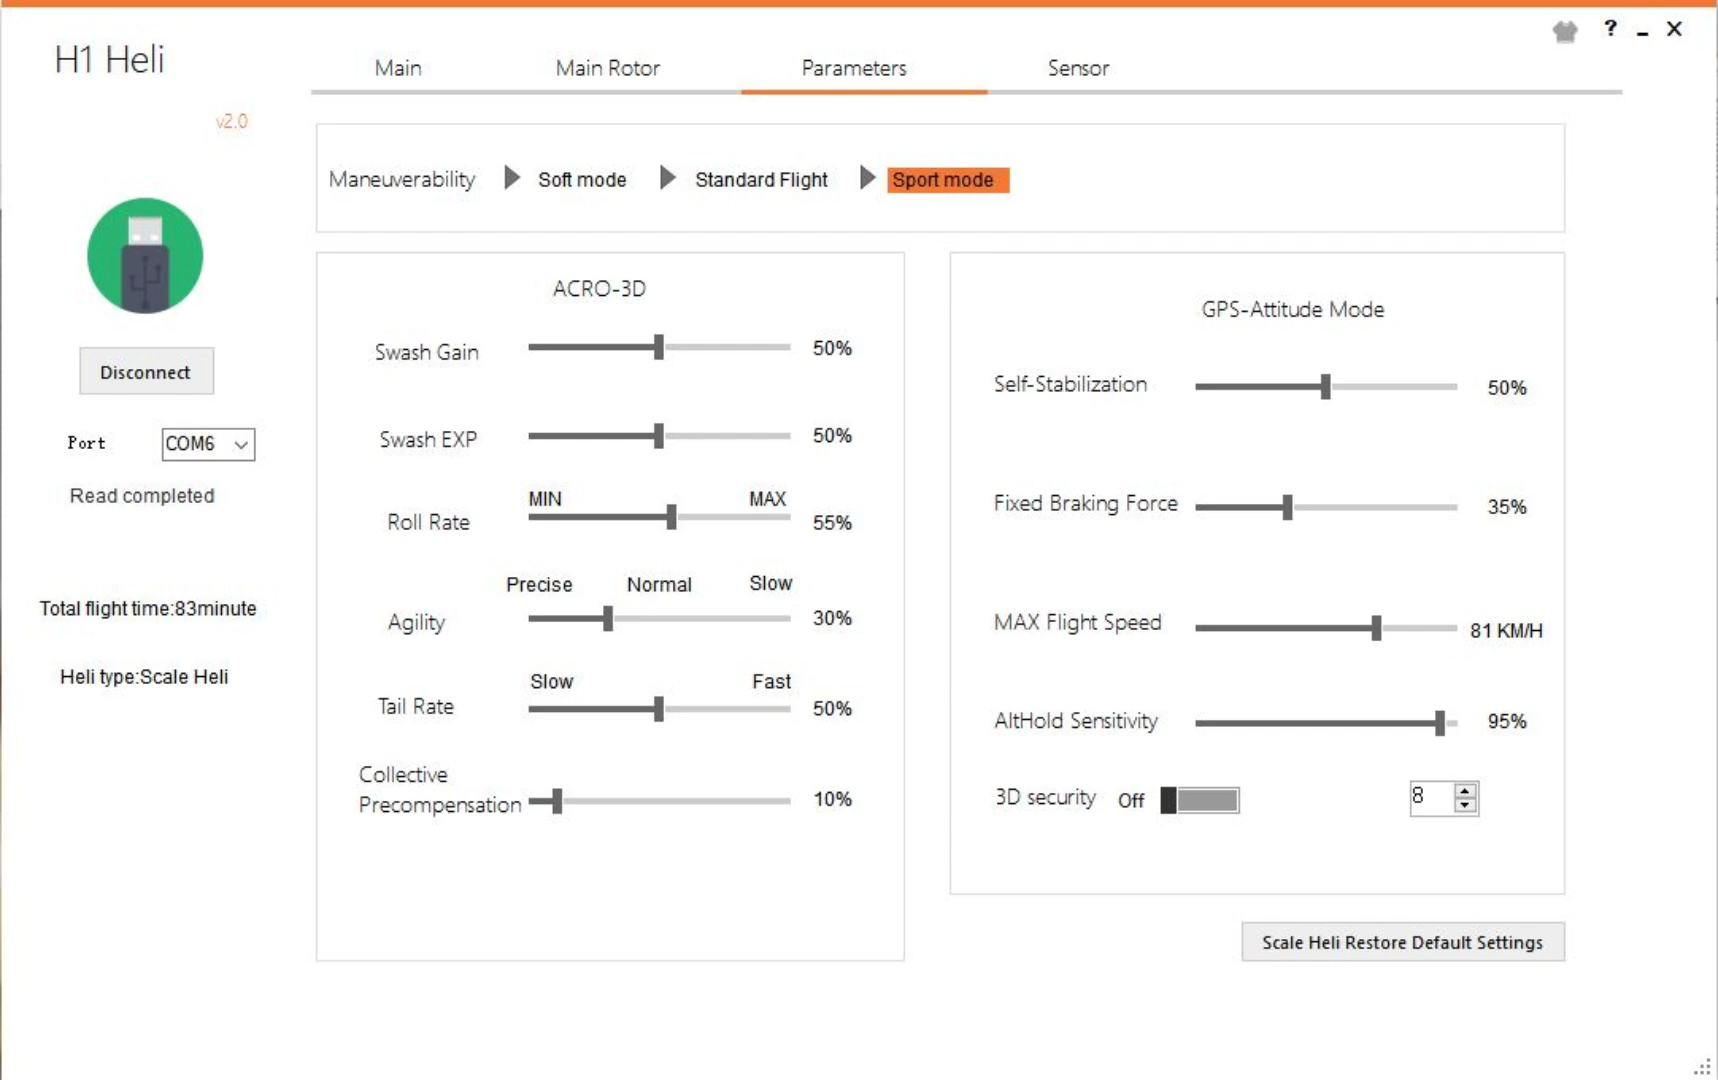 H1 Heli
v2.0
Main
Main Rotor
Parameters
Sensor
?
Maneuverability
Soft mode
Standard Flight
Sport mode
Disconnect
Port
COM6
Read completed
Total flight time:83minute
Heli type:Scale Heli
ACRO-3D
Swash Gain
50%
Swash EXP
50%
MIN
MAX
Roll Rate
55%
Precise
Normal
Slow
Agility
30%
Slow
Fast
Tail Rate
50%
Collective
Precompensation
10%
GPS-Attitude Mode
Self-Stabilization
50%
Fixed Braking Force
35%
MAX Flight Speed
81 KM/H
AltHold Sensitivity
95%
3D security
Off
8
Scale Heli Restore Default Settings